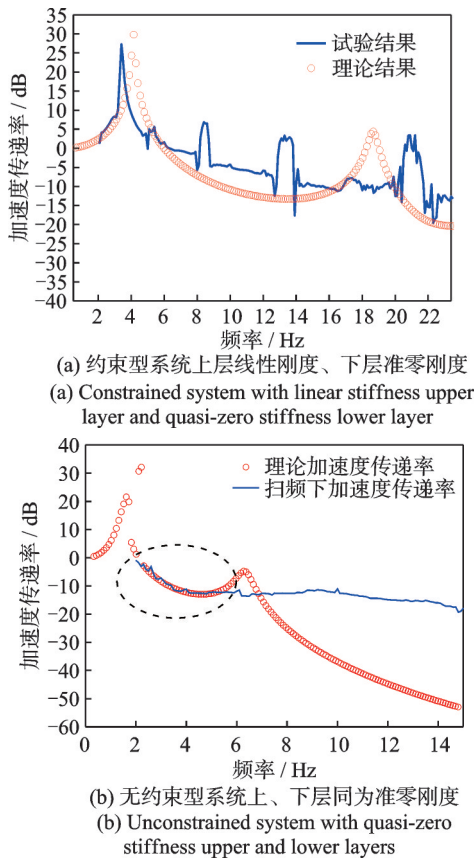 35
30
25
20
15
10
5
0
−5
−10
−15
−20
−25
−30
−35
−40
加速度传递率 / dB
试验结果
理论结果
2 4 6 8 10 12 14 16 18 20 22
频率 / Hz
(a) 约束型系统上层线性刚度、下层准零刚度
(a) Constrained system with linear stiffness upper
layer and quasi-zero stiffness lower layer
40
30
20
10
0
−10
−20
−30
−40
−50
−60
加速度传递率 / dB
理论加速度传递率
扫频下加速度传递率
0 2 4 6 8 10 12 14
频率 / Hz
(b) 无约束型系统上、下层同为准零刚度
(b) Unconstrained system with quasi-zero
stiffness upper and lower layers